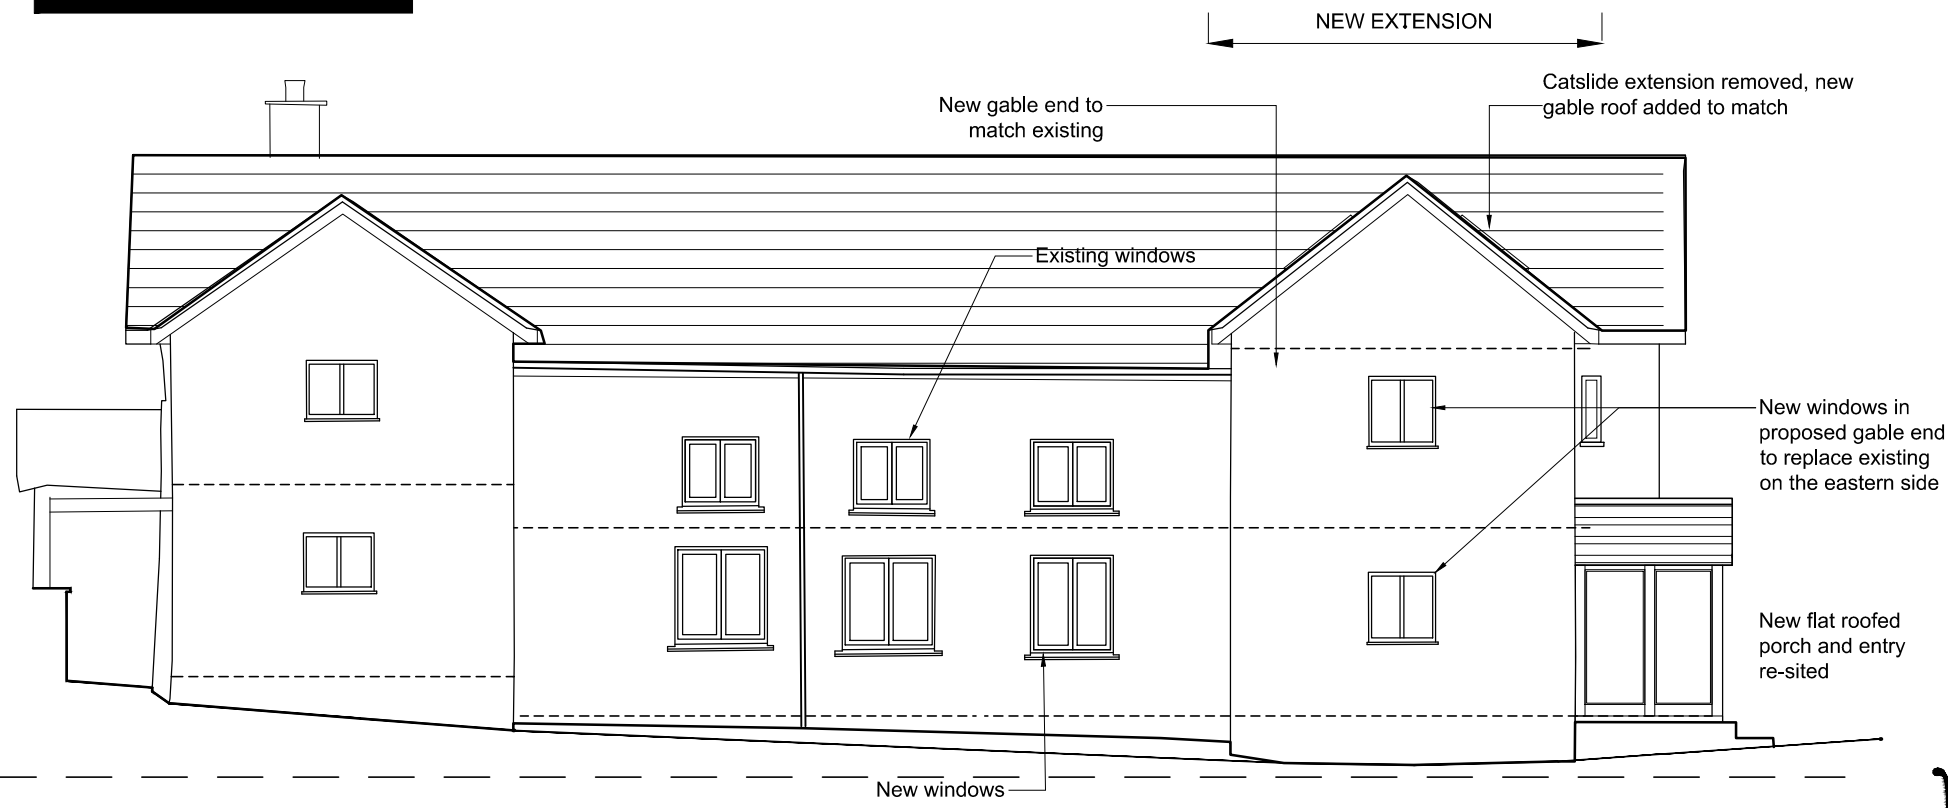 NEW EXTENSION
Catslide extension removed, new
gable roof added to match
New gable end to
match existing
Existing windows
New windows in
proposed gable end
to replace existing
on the eastern side
New flat roofed
porch and entry
re-sited
New windows